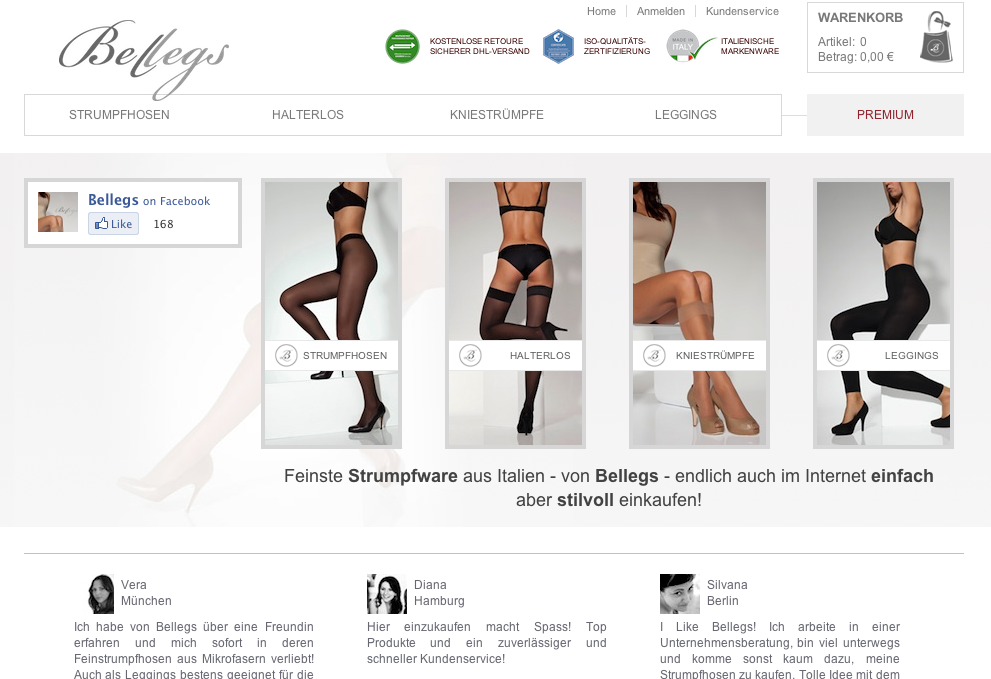 Home Anmelden Kundenservice
Bellegs
KOSTENLOSE RETOURE
SICHERER DHL-VERSAND
ISO-QUALITÄTS-
ZERTIFIZIERUNG
MADE IN
ITALY
ITALIENISCHE
MARKENWARE
WARENKORB
Artikel: 0
Betrag: 0,00 €
STRUMPFHOSEN HALTERLOS KNIESTRÜMPFE LEGGINGS PREMIUM
Bellegs on Facebook
Like 168
B STRUMPFHOSEN
B HALTERLOS
B KNIESTRÜMPFE
B LEGGINGS
Feinste Strumpfware aus Italien - von Bellegs - endlich auch im Internet einfach
aber stilvoll einkaufen!
Vera
München
Ich habe von Bellegs über eine Freundin
erfahren und mich sofort in deren
Feinstrumpfhosen aus Mikrofasern verliebt!
Auch als Leggings bestens geeignet für die
Diana
Hamburg
Hier einzukaufen macht Spass! Top
Produkte und ein zuverlässiger und
schneller Kundenservice!
Silvana
Berlin
I Like Bellegs! Ich arbeite in einer
Unternehmensberatung, bin viel unterwegs
und komme sonst kaum dazu, meine
Strumpfhosen zu kaufen. Tolle Idee mit dem